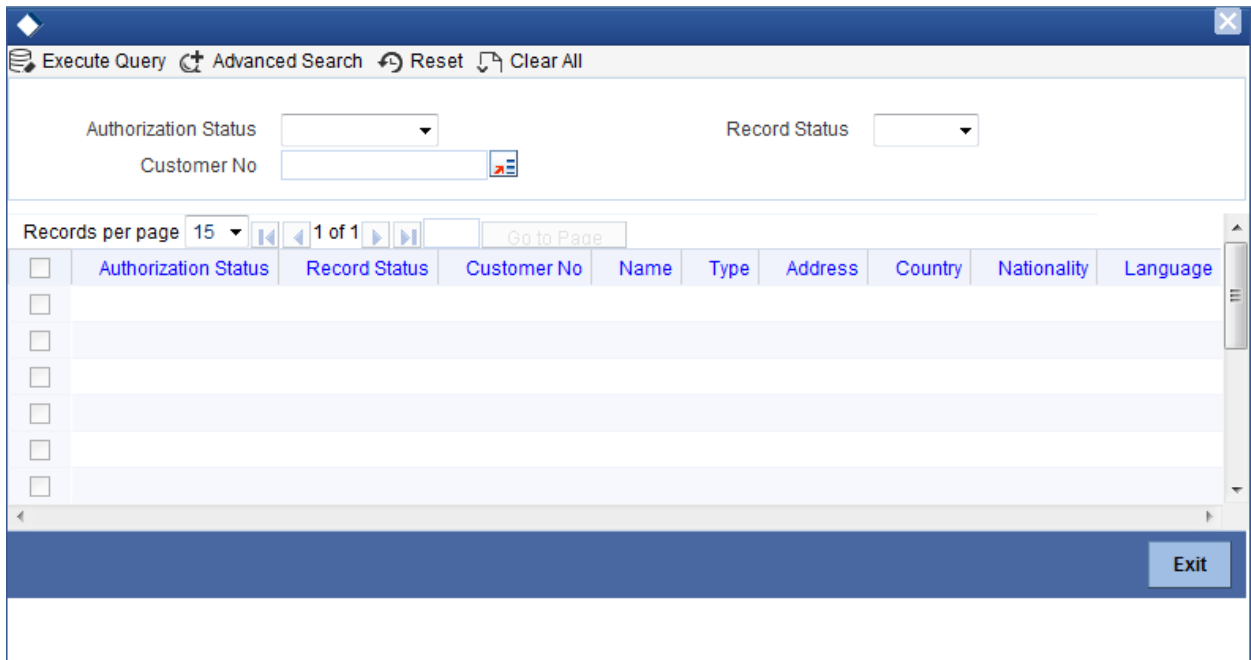 Execute Query Advanced Search Reset Clear All
Authorization Status Record Status
Customer No
Records per page 15 1 of 1 Go to Page
Authorization Status Record Status Customer No Name Type Address Country Nationality Language
Exit